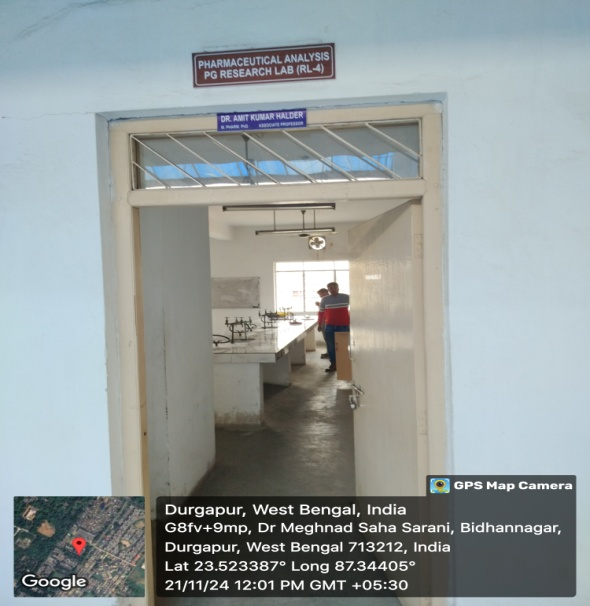 PHARMACEUTICAL ANALYSIS
PG RESEARCH LAB (RL-4)
DR. AMIT KUMAR HALDER
M. PHARM, PhD ASSOCIATE PROFESSOR
GPS Map Camera
Durgapur, West Bengal, India
G8fv+9mp, Dr Meghnad Saha Sarani, Bidhannagar,
Durgapur, West Bengal 713212, India
Lat 23.523387° Long 87.34405°
21/11/24 12:01 PM GMT +05:30
Google